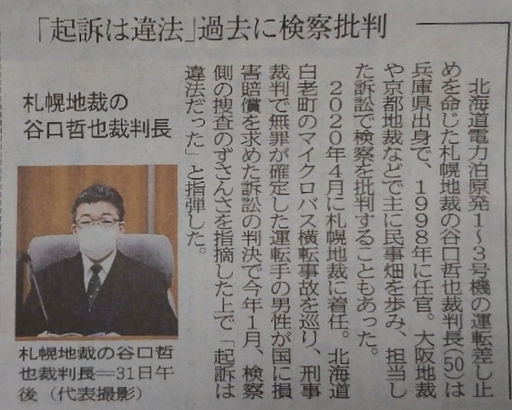 「起訴は違法」過去に検察批判
札幌地裁の
谷口哲也裁判長
北海道電力泊原発1〜3号機の運転差し止
めを命じた札幌地裁の谷口哲也裁判長(50)は
兵庫県出身で、1998年に任官。大阪地裁
や京都地裁などで主に民事畑を歩み、担当し
た訴訟で検察を批判することもあった。
2020年4月に札幌地裁に着任。北海道
白老町のマイクロバス横転事故を巡り、刑事
裁判で無罪が確定した運転手の男性が国に損
害賠償を求めた訴訟の判決で今年1月、検察
側の捜査のずさんさを指摘した上で「起訴は
違法だった」と指弾した。
札幌地裁の谷口哲
也裁判長=31日午
後(代表撮影)